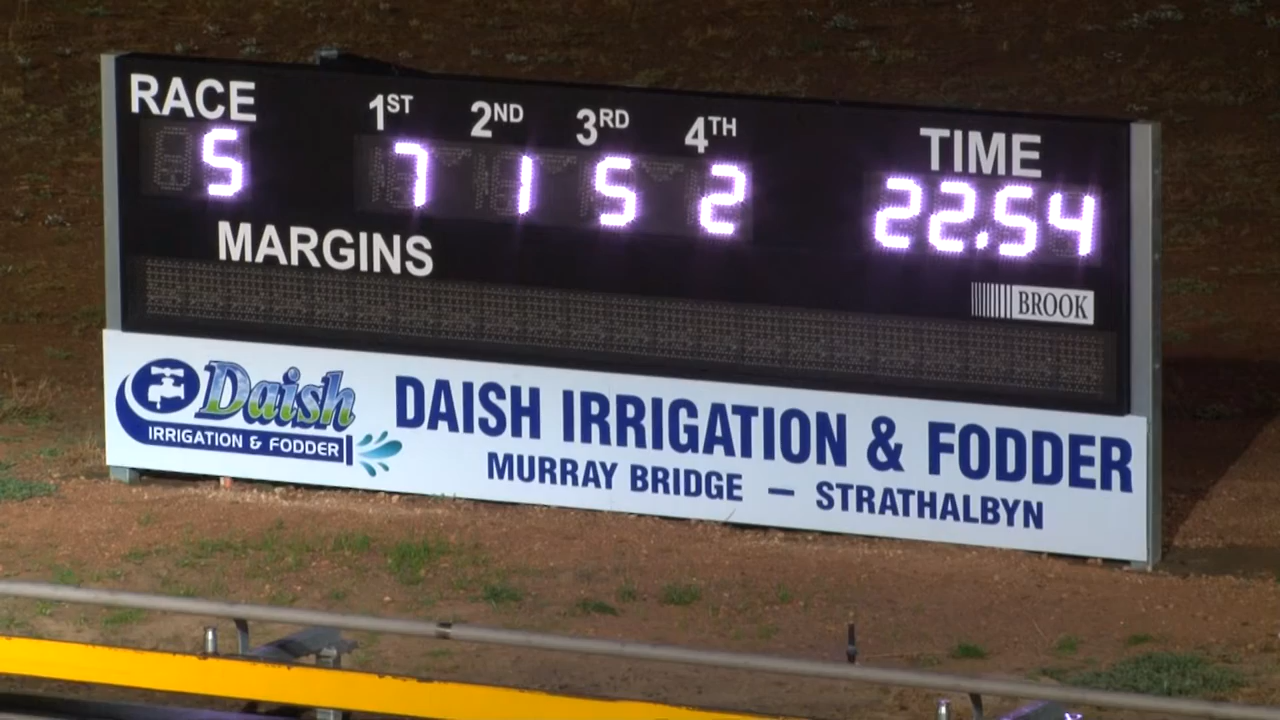 RACE 1ST 2ND 3RD 4TH TIME
5 7 1 5 2 22.54
MARGINS
BROOK
Daish
IRRIGATION & FODDER
DAISH IRRIGATION & FODDER
MURRAY BRIDGE — STRATHALBYN